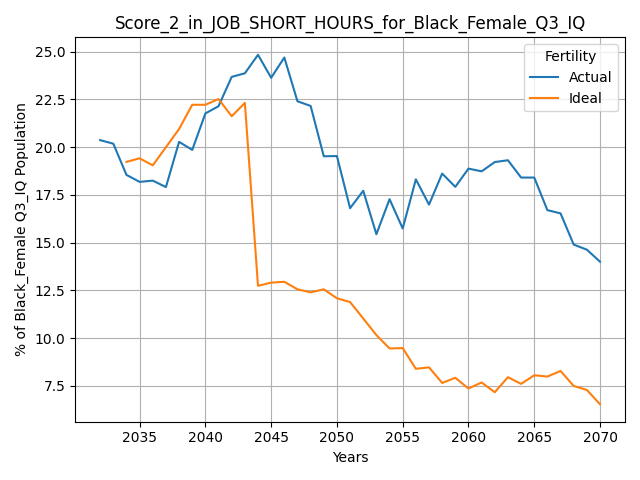 Score_2_in_JOB_SHORT_HOURS_for_Black_Female_Q3_IQ
Fertility
Actual
Ideal
% of Black_Female Q3_IQ Population
25.0
22.5
20.0
17.5
15.0
12.5
10.0
7.5
2035 2040 2045 2050 2055 2060 2065 2070
Years